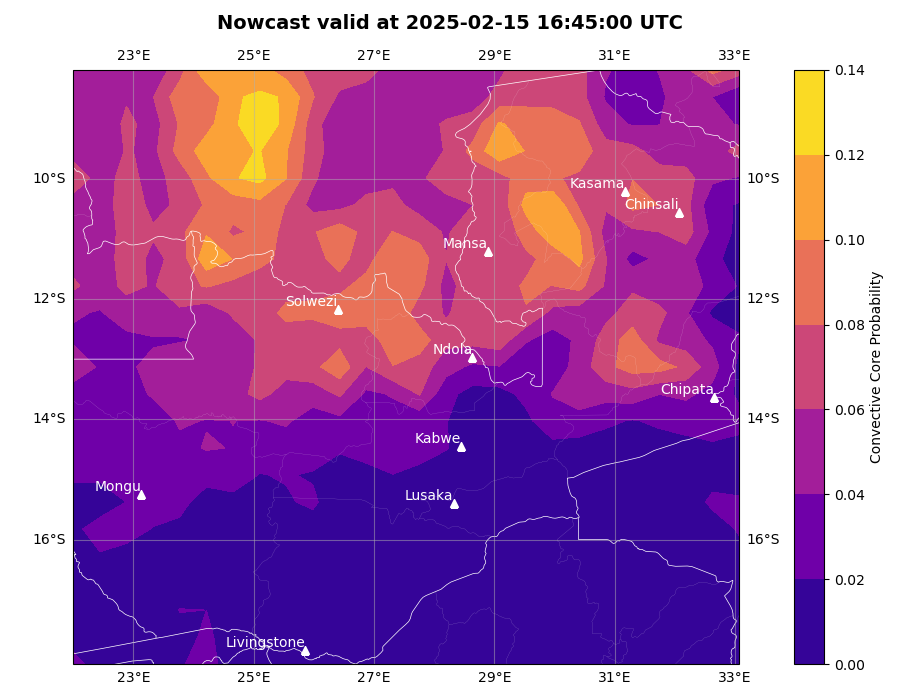 Nowcast valid at 2025-02-15 16:45:00 UTC
23°E 25°E 27°E 29°E 31°E 33°E
0.14
0.12
10°S Kasama 10°S
Chinsali
0.10
Mansa
12°S Solwezi 12°S
0.08
Ndola
Chipata
0.06
14°S 14°S
Kabwe
Mongu Lusaka
0.04
16°S 16°S
0.02
Livingstone
0.00
23°E 25°E 27°E 29°E 31°E 33°E
Convective Core Probability